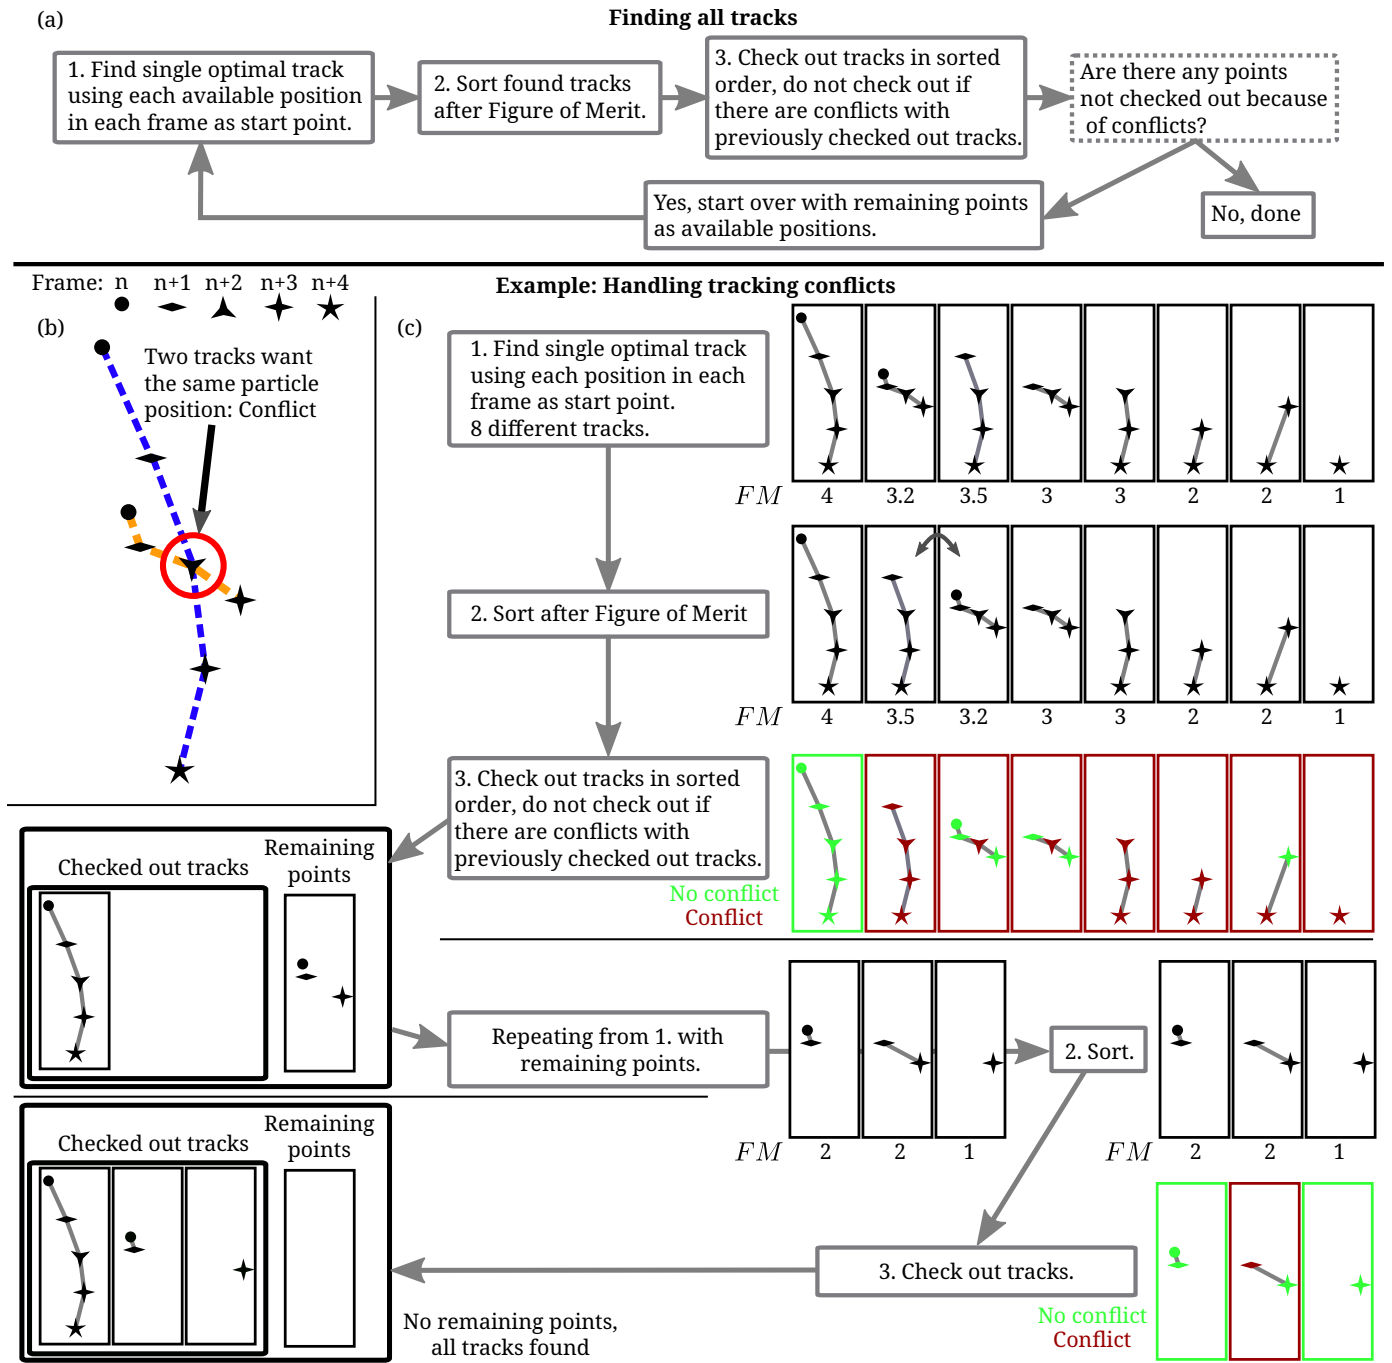 (a)
Finding all tracks
1. Find single optimal track
using each available position
in each frame as start point.
2. Sort found tracks
after Figure of Merit.
3. Check out tracks in sorted
order, do not check out if
there are conflicts with
previously checked out tracks.
Are there any points
not checked out because
of conflicts?
Yes, start over with remaining points
as available positions.
No, done
Frame: n n+1 n+2 n+3 n+4
Example: Handling tracking conflicts
(b)
Two tracks want
the same particle
position: Conflict
(c)
1. Find single optimal track
using each position in each
frame as start point.
8 different tracks.
FM 4 3.2 3.5 3 3 2 2 1
2. Sort after Figure of Merit
FM 4 3.5 3.2 3 3 2 2 1
3. Check out tracks in sorted
order, do not check out if
there are conflicts with
previously checked out tracks.
No conflict
Conflict
Checked out tracks
Remaining
points
Repeating from 1. with
remaining points.
FM 2 2 1
2. Sort.
FM 2 2 1
3. Check out tracks.
No conflict
Conflict
Checked out tracks
Remaining
points
No remaining points,
all tracks found